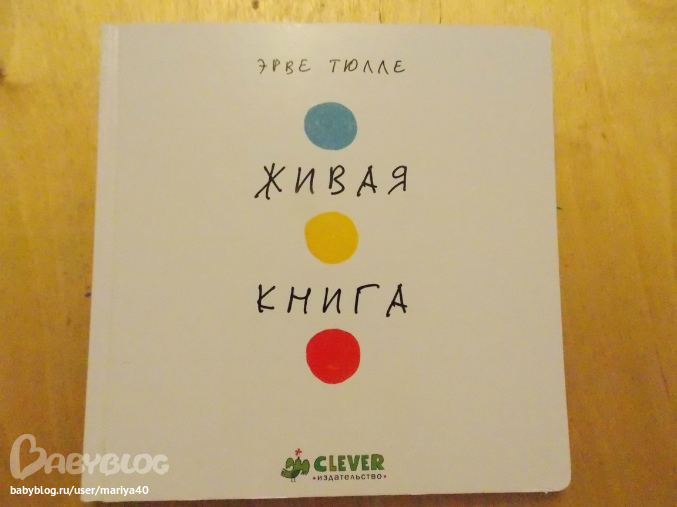 ЭРВЕ ТЮЛЛЕ
ЖИВАЯ
КНИГА
CLEVER
•издательство•
BABYBLOG
babyblog.ru/user/mariya40